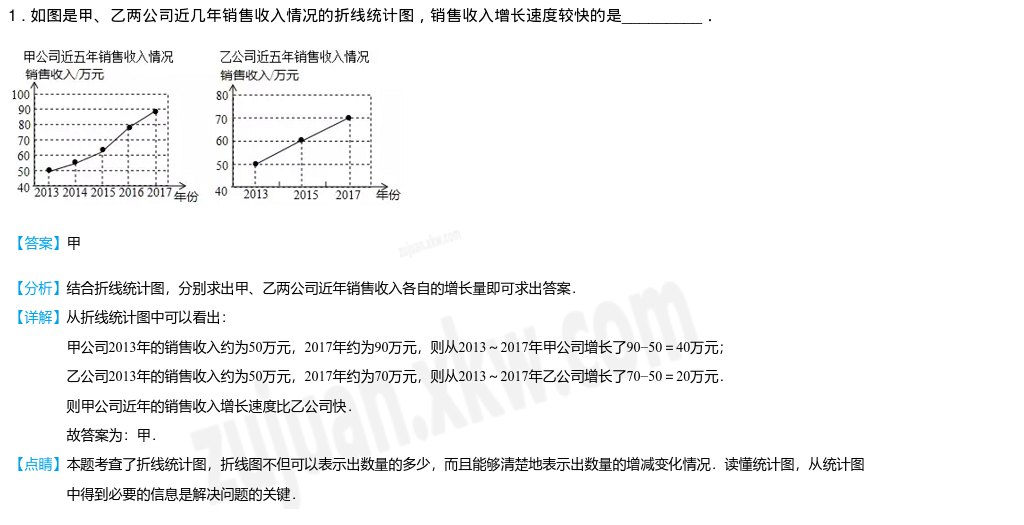 1．如图是甲、乙两公司近几年销售收入情况的折线统计图，销售收入增长速度较快的是__________．
甲公司近五年销售收入情况
销售收入/万元
100
90
80
70
60
50
40
2013 2014 2015 2016 2017 年份
乙公司近五年销售收入情况
销售收入/万元
80
70
60
50
40
2013 2015 2017 年份
【答案】甲
【分析】结合折线统计图，分别求出甲、乙两公司近年销售收入各自的增长量即可求出答案．
【详解】从折线统计图中可以看出：
甲公司2013年的销售收入约为50万元，2017年约为90万元，则从2013～2017年甲公司增长了90−50＝40万元；
乙公司2013年的销售收入约为50万元，2017年约为70万元，则从2013～2017年乙公司增长了70−50＝20万元．
则甲公司近年的销售收入增长速度比乙公司快．
故答案为：甲．
【点睛】本题考查了折线统计图，折线图不但可以表示出数量的多少，而且能够清楚地表示出数量的增减变化情况．读懂统计图，从统计图
中得到必要的信息是解决问题的关键．
zujuan.xkw.com
zujuan.xkw.com